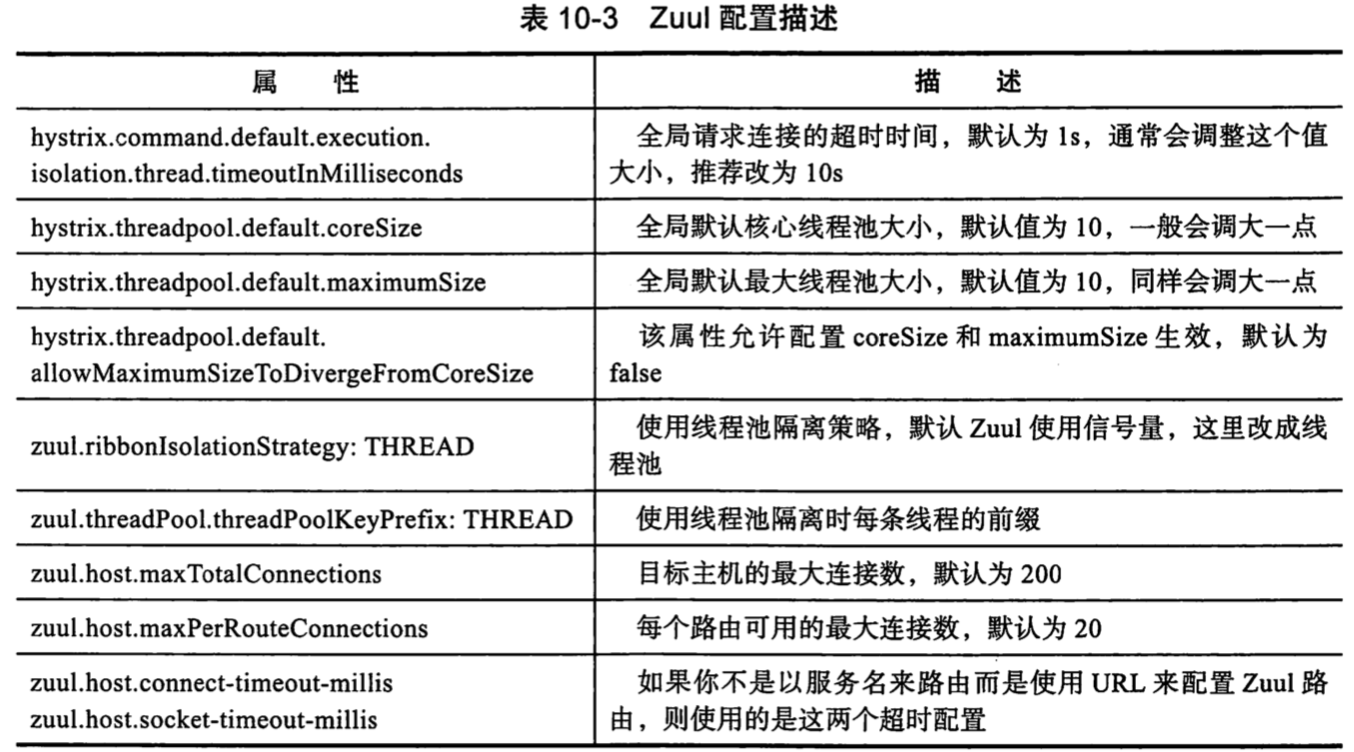 表 10-3 Zuul 配置描述
属 性
描 述
hystrix.command.default.execution.
isolation.thread.timeoutInMilliseconds
全局请求连接的超时时间，默认为 1s，通常会调整这个值
大小，推荐改为 10s
hystrix.threadpool.default.coreSize
全局默认核心线程池大小，默认值为 10，一般会调大一点
hystrix.threadpool.default.maximumSize
全局默认最大线程池大小，默认值为 10，同样会调大一点
hystrix.threadpool.default.
allowMaximumSizeToDivergeFromCoreSize
该属性允许配置 coreSize 和 maximumSize 生效，默认为
false
zuul.ribbonIsolationStrategy: THREAD
使用线程池隔离策略，默认 Zuul 使用信号量，这里改成线
程池
zuul.threadPool.threadPoolKeyPrefix: THREAD
使用线程池隔离时每条线程的前缀
zuul.host.maxTotalConnections
目标主机的最大连接数，默认为 200
zuul.host.maxPerRouteConnections
每个路由可用的最大连接数，默认为 20
zuul.host.connect-timeout-millis
zuul.host.socket-timeout-millis
如果你不是以服务名来路由而是使用 URL 来配置 Zuul 路
由，则使用的是这两个超时配置